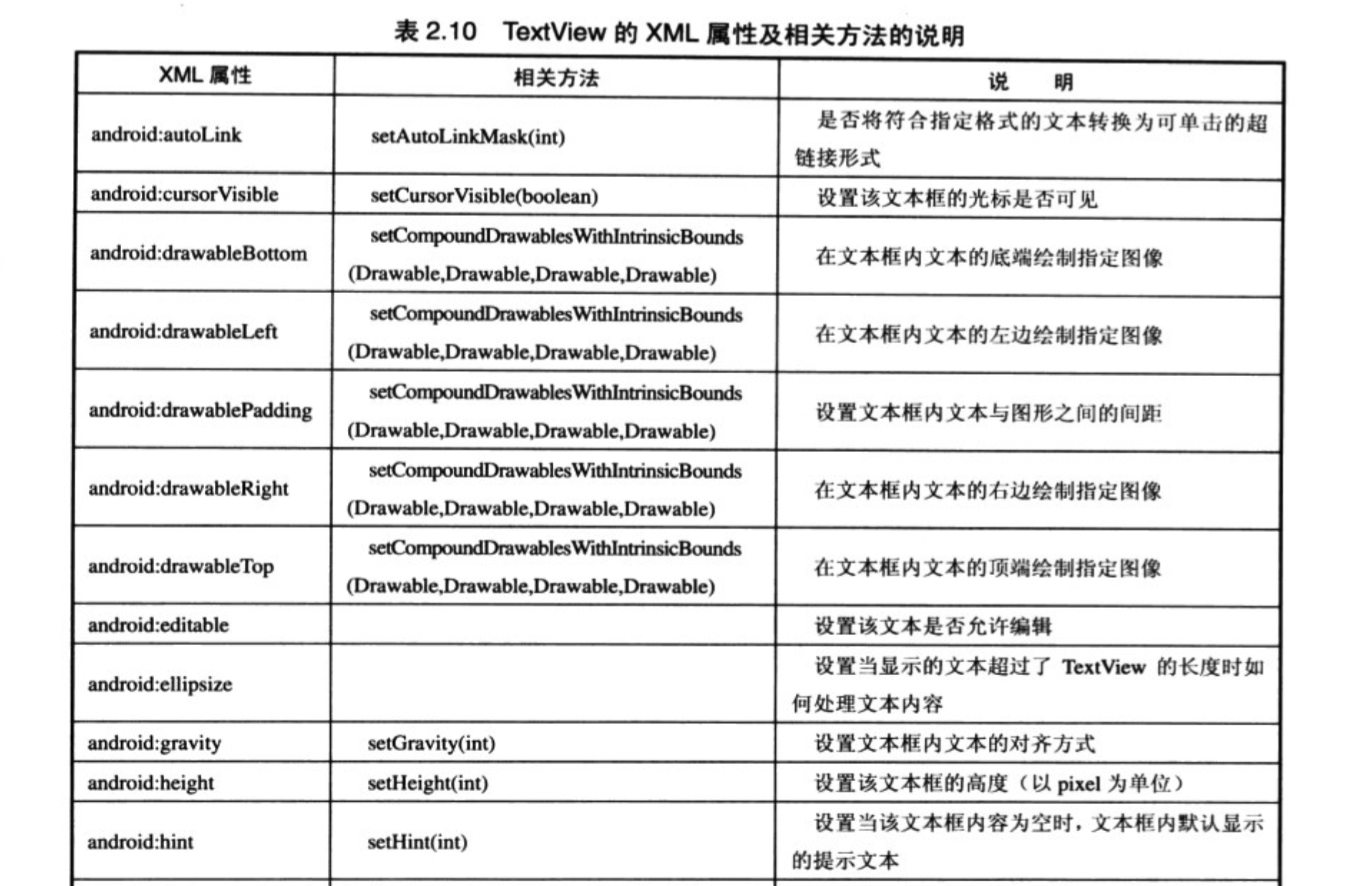 表 2.10 TextView 的 XML 属性及相关方法的说明
XML 属性 相关方法 说 明
android:autoLink setAutoLinkMask(int) 是否将符合指定格式的文本转换为可单击的超
链接形式
android:cursorVisible setCursorVisible(boolean) 设置该文本框的光标是否可见
android:drawableBottom setCompoundDrawablesWithIntrinsicBounds
(Drawable,Drawable,Drawable,Drawable) 在文本框内文本的底端绘制指定图像
android:drawableLeft setCompoundDrawablesWithIntrinsicBounds
(Drawable,Drawable,Drawable,Drawable) 在文本框内文本的左边绘制指定图像
android:drawablePadding setCompoundDrawablesWithIntrinsicBounds
(Drawable,Drawable,Drawable,Drawable) 设置文本框内文本与图形之间的间距
android:drawableRight setCompoundDrawablesWithIntrinsicBounds
(Drawable,Drawable,Drawable,Drawable) 在文本框内文本的右边绘制指定图像
android:drawableTop setCompoundDrawablesWithIntrinsicBounds
(Drawable,Drawable,Drawable,Drawable) 在文本框内文本的顶端绘制指定图像
android:editable 设置该文本是否允许编辑
android:ellipsize 设置当显示的文本超过了 TextView 的长度时如
何处理文本内容
android:gravity setGravity(int) 设置文本框内文本的对齐方式
android:height setHeight(int) 设置该文本框的高度（以 pixel 为单位）
android:hint setHint(int) 设置当该文本框内容为空时，文本框内默认显示
的提示文本